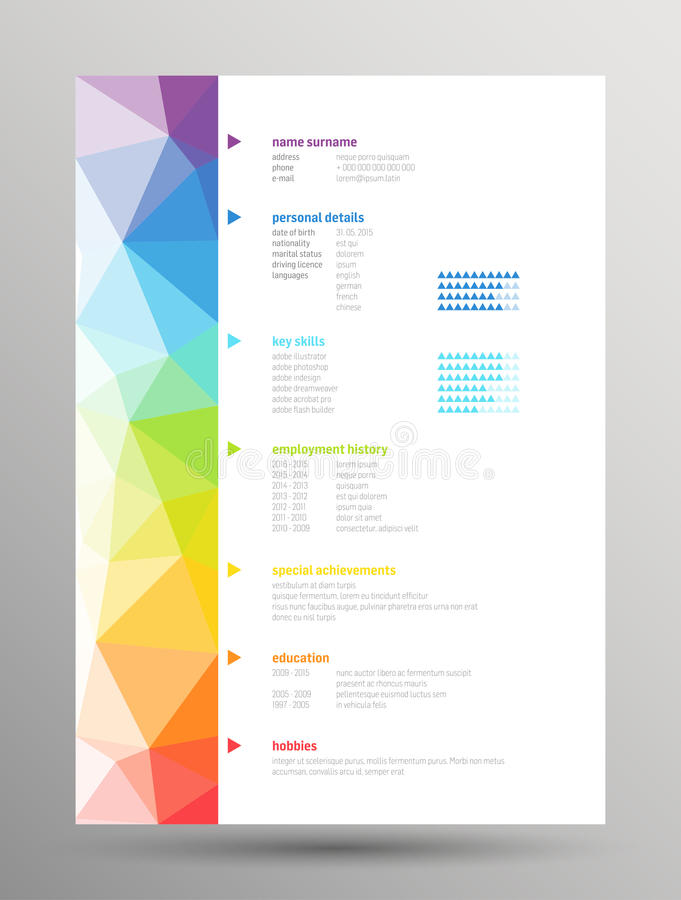 name surname
address neque porro quisquam
phone + 000 000 000 000 000
e-mail lorem@ipsum.latin
personal details
date of birth 31. 05. 2015
nationality est qui
marital status dolorem
driving licence ipsum
languages english
german
french
chinese
key skills
adobe illustrator
adobe photoshop
adobe indesign
adobe dreamweaver
adobe acrobat pro
adobe flash builder
employment history
2016 - 2015 lorem ipsum
2015 - 2014 neque porro
2014 - 2013 quisquam
2013 - 2012 est qui dolorem
2012 - 2011 ipsum quia
2011 - 2010 dolor sit amet
2010 - 2009 consectetur, adipisci velit
dreamstime
special achievements
vestibulum at diam turpis
quisque fermentum, lorem in aliquet efficitur
risus nunc faucibus augue, pulvinar pharetra eros nisi eu erat
donec eu nisl turpis
education
2009 - 2015 nunc auctor libero ac fermentum suscipit
praesent ac rhoncus mauris
2005 - 2009 pellentesque euismod luctus sem
1997 - 2005 in vehicula felis
hobbies
integer ut scelerisque purus, mollis fermentum purus. Morbi non metus
accumsan, convallis arcu id, fermentum erat